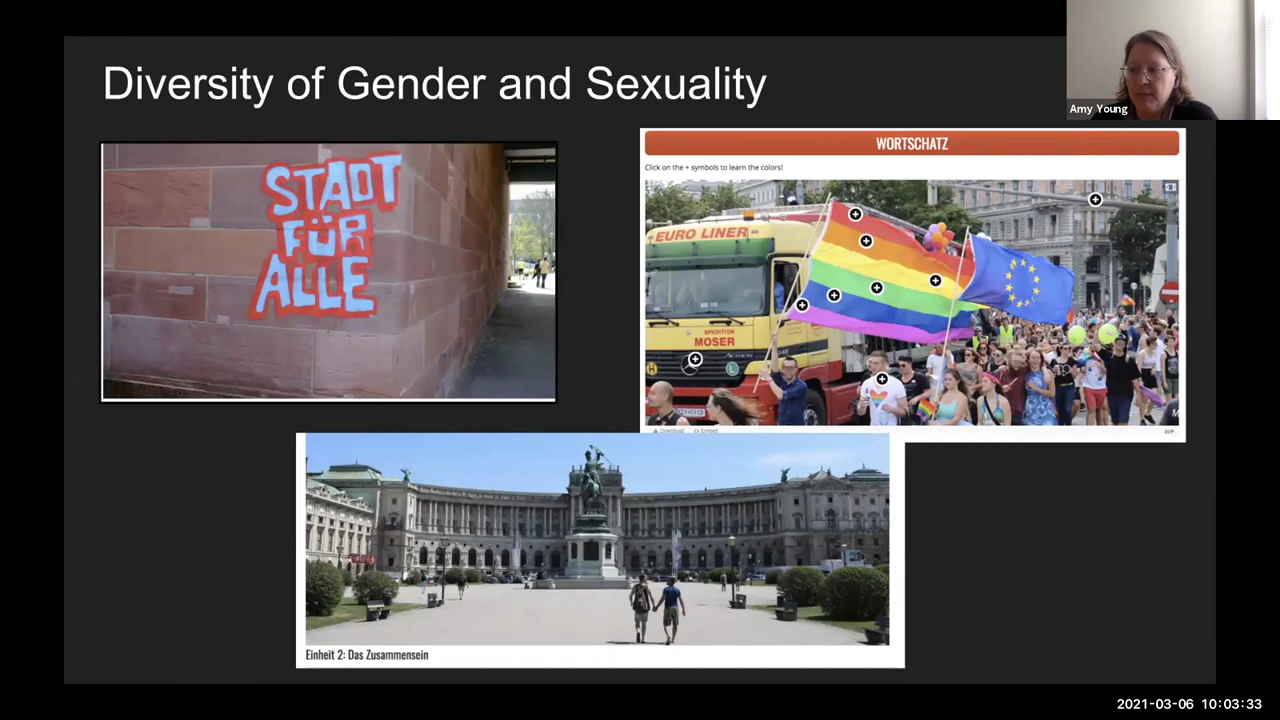 Diversity of Gender and Sexuality
Amy Young
STADT
FÜR
ALLE
WORTSCHATZ
Click on the + symbols to learn the colors!
EURO LINER
SPEDITION
MOSER
Einheit 2: Das Zusammensein
2021-03-06 10:03:33